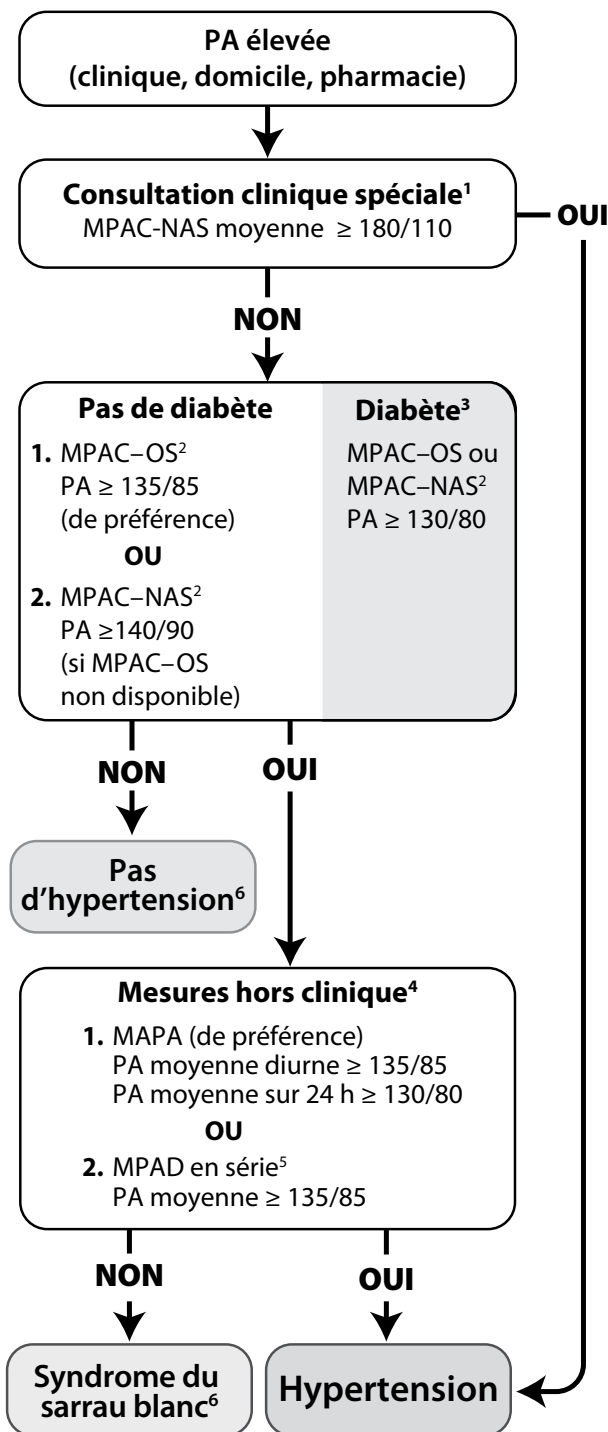 PA élevée
(clinique, domicile, pharmacie)
Consultation clinique spéciale¹
MPAC-NAS moyenne ≥ 180/110
OUI
NON
Pas de diabète
1. MPAC–OS²
PA ≥ 135/85
(de préférence)
OU
2. MPAC–NAS²
PA ≥140/90
(si MPAC–OS
non disponible)
Diabète³
MPAC–OS ou
MPAC–NAS²
PA ≥ 130/80
NON
OUI
Pas
d'hypertension⁶
Mesures hors clinique⁴
1. MAPA (de préférence)
PA moyenne diurne ≥ 135/85
PA moyenne sur 24 h ≥ 130/80
OU
2. MPAD en série⁵
PA moyenne ≥ 135/85
NON
OUI
Syndrome du
sarrau blanc⁶
Hypertension